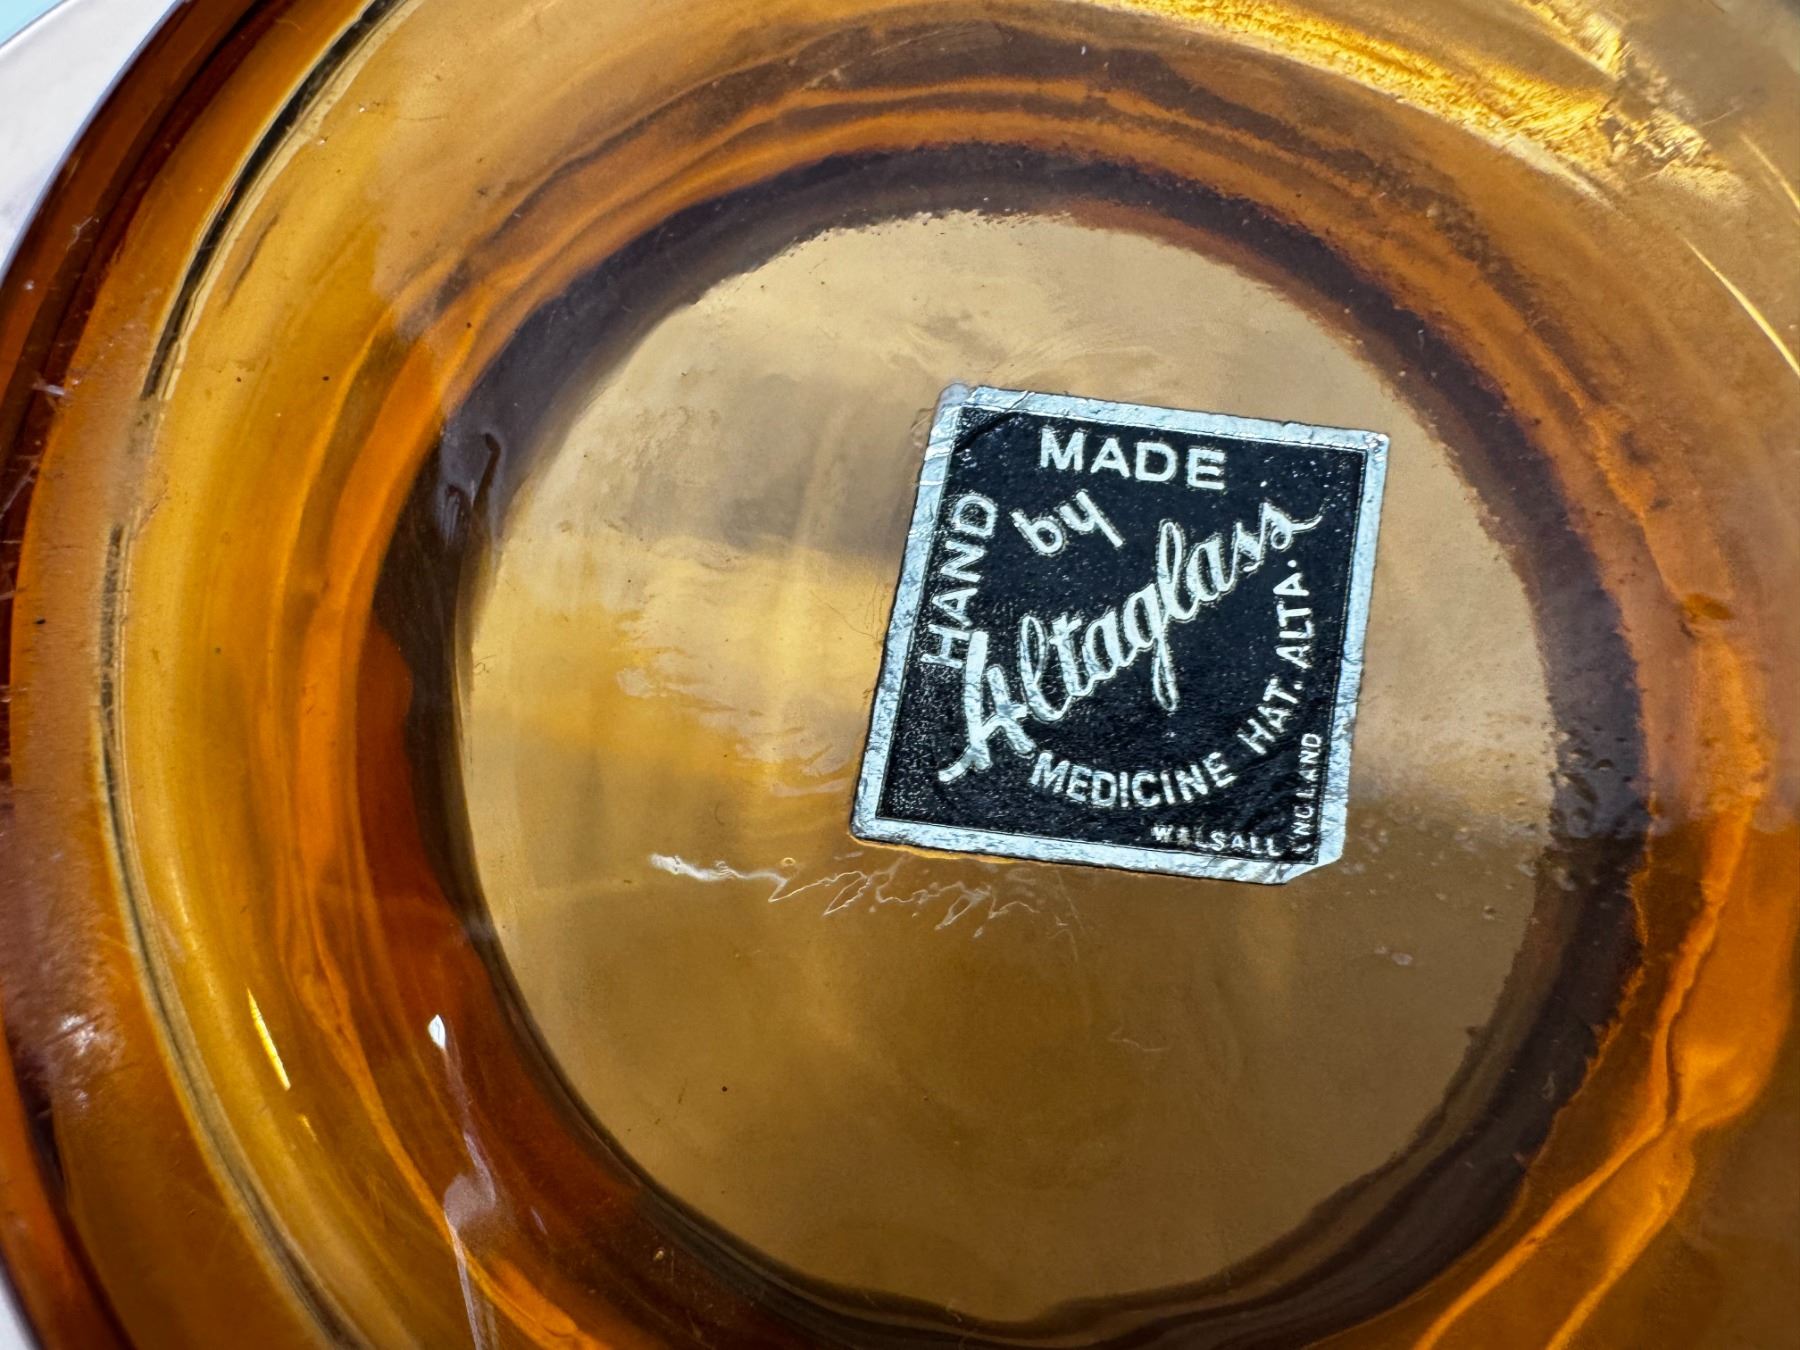 HAND MADE
by
Altaglass
MEDICINE HAT. ALTA.
WALSALL ENGLAND